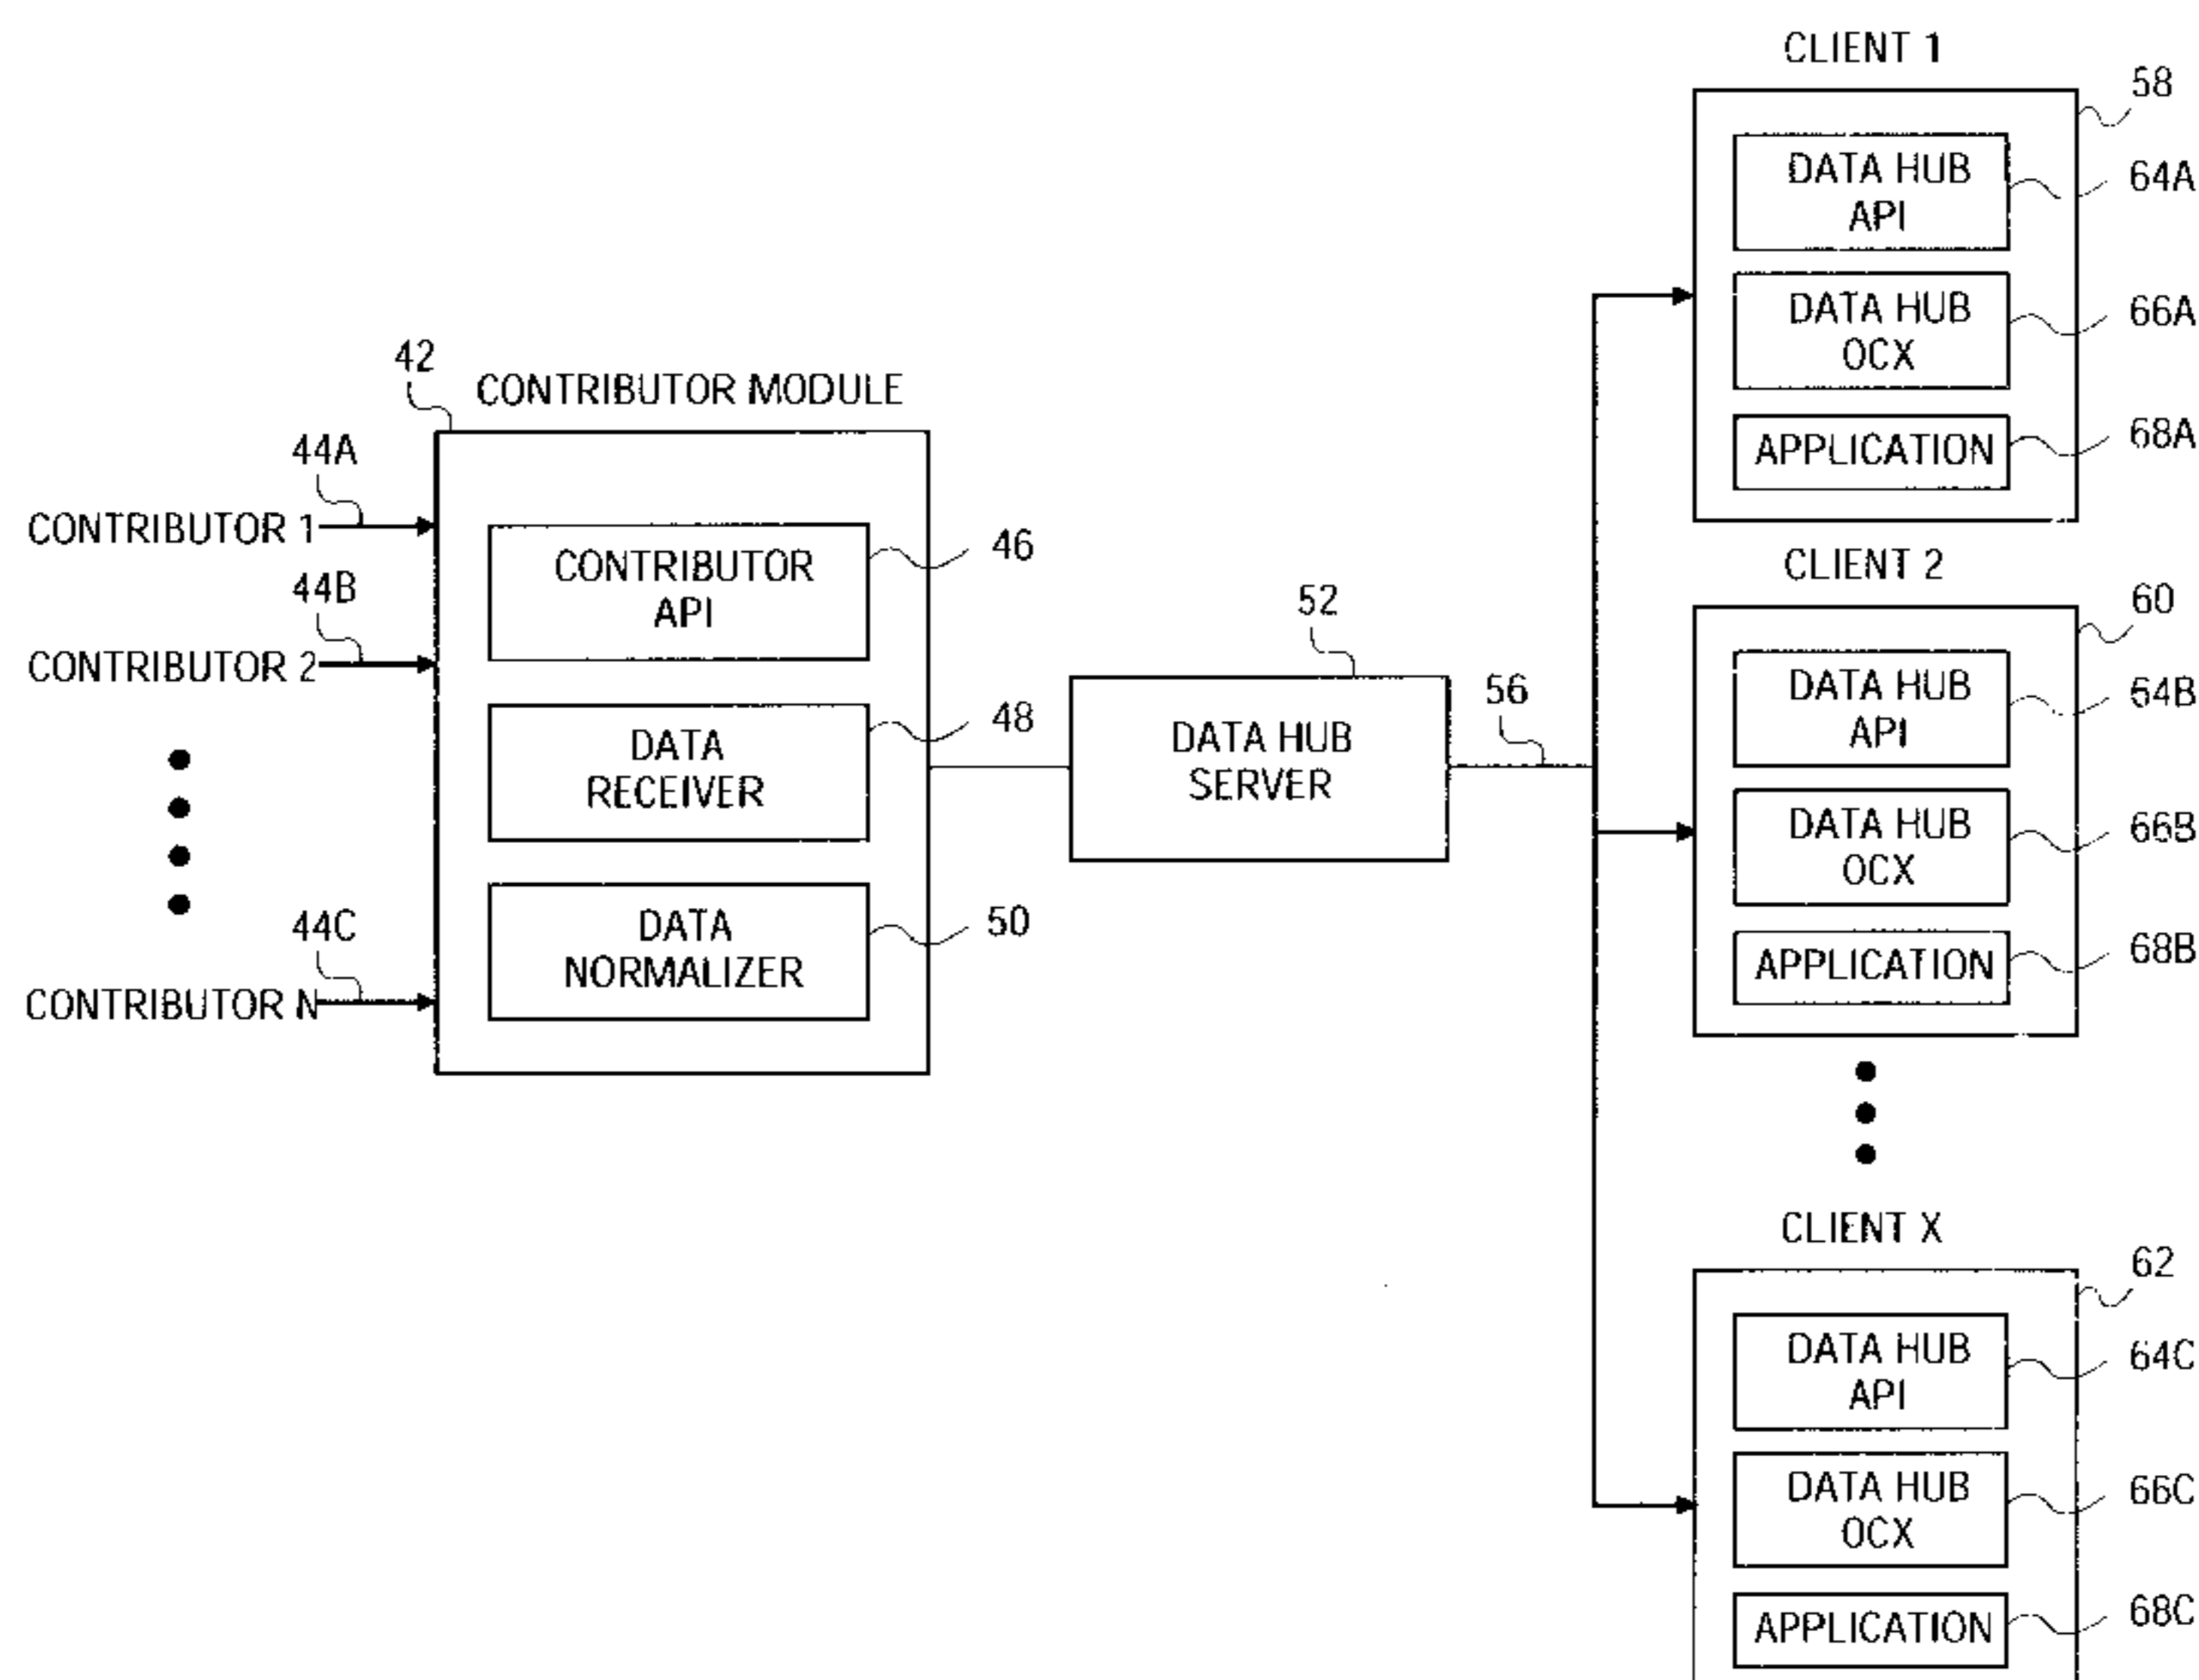 CLIENT 1
58
DATA HUB
API
64A
DATA HUB
OCX
66A
APPLICATION
68A
42
CONTRIBUTOR MODULE
44A
CONTRIBUTOR 1
44B
CONTRIBUTOR 2
44C
CONTRIBUTOR N
CONTRIBUTOR
API
46
DATA
RECEIVER
48
DATA
NORMALIZER
50
52
DATA HUB
SERVER
56
CLIENT 2
60
DATA HUB
API
54B
DATA HUB
OCX
66B
APPLICATION
68B
CLIENT X
62
DATA HUB
API
64C
DATA HUB
OCX
66C
APPLICATION
68C